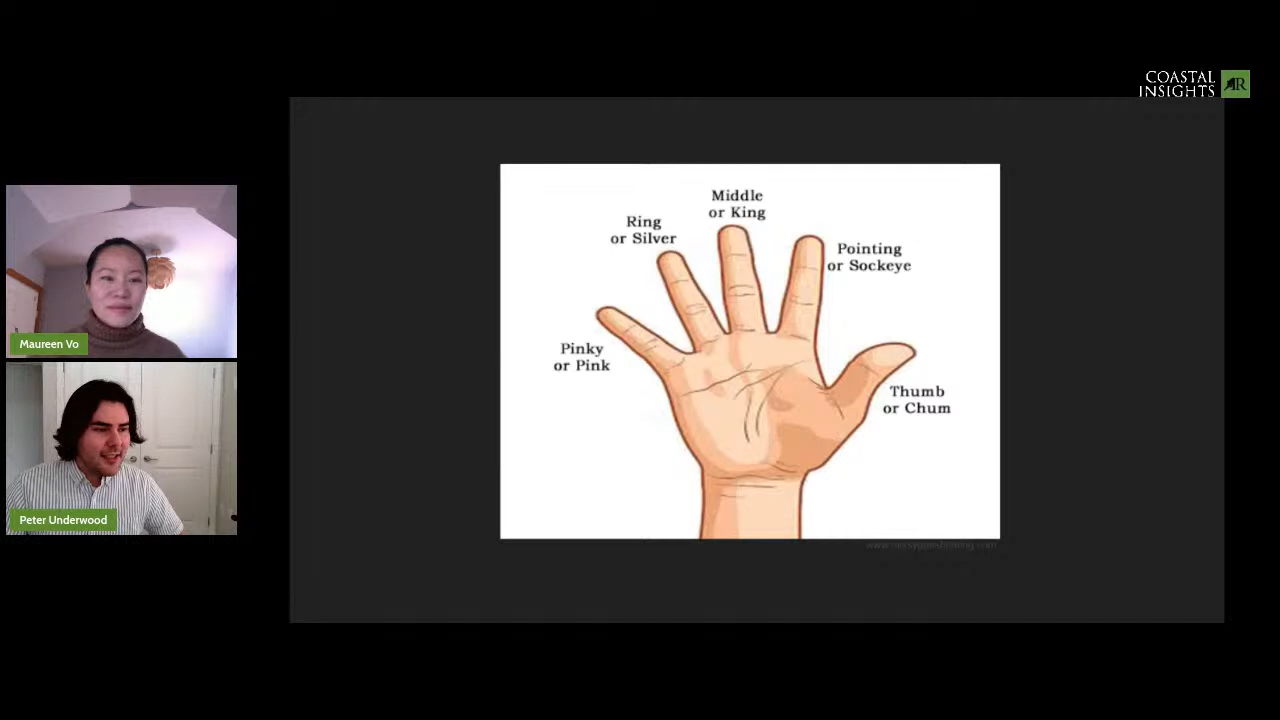 COASTAL
INSIGHTS
Middle
or King
Ring
or Silver
Pointing
or Sockeye
Pinky
or Pink
Thumb
or Chum
Maureen Vo
Peter Underwood